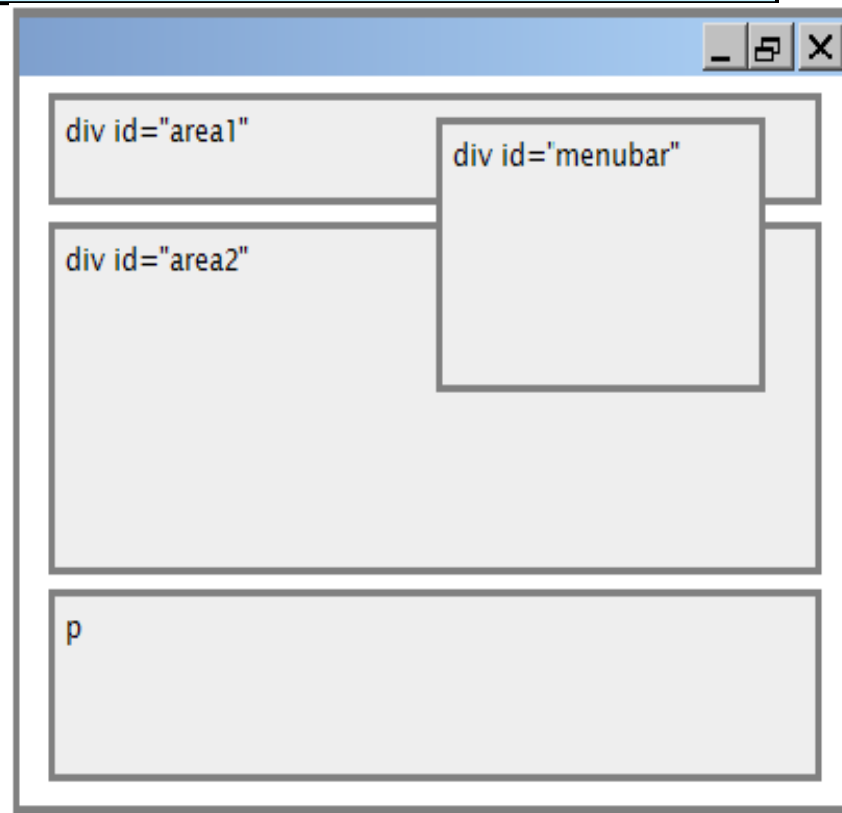 div id="area1"
div id='menubar"
div id="area2"
p